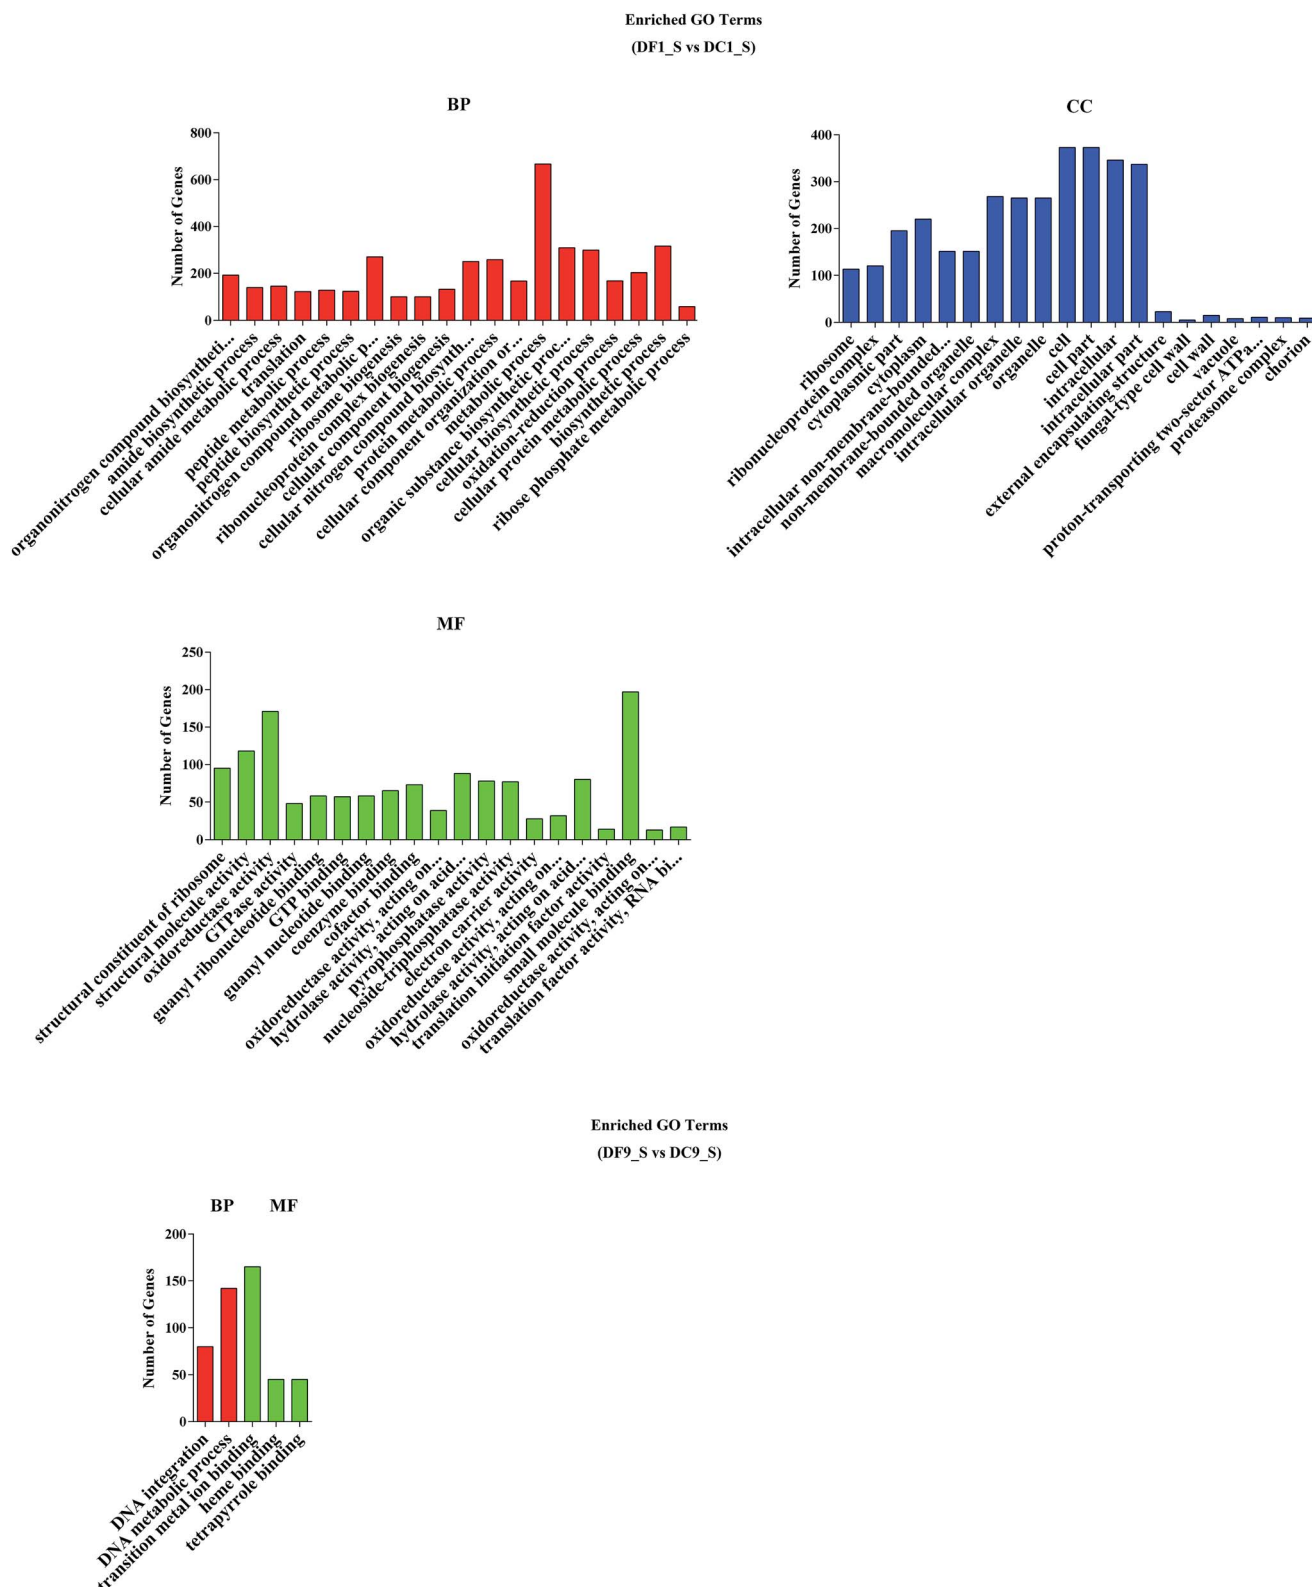 Enriched GO Terms
(DF1_S vs DC1_S)
BP
Number of Genes
800
600
400
200
0
organonitrogen compound biosyntheti...
amide biosynthetic process
cellular amide metabolic process
translation
peptide metabolic process
peptide biosynthetic process
organonitrogen compound metabolic p...
ribosome biogenesis
ribonucleoprotein complex biogenesis
cellular component biogenesis
cellular nitrogen compound biosynth...
protein metabolic process
cellular component organization or...
metabolic process
organic substance biosynthetic proc...
cellular biosynthetic process
oxidation-reduction process
cellular protein metabolic process
biosynthetic process
ribose phosphate metabolic process
CC
Number of Genes
400
300
200
100
0
ribosome
ribonucleoprotein complex
cytoplasmic part
cytoplasm
intracellular non-membrane-bounded...
non-membrane-bounded organelle
macromolecular complex
intracellular organelle
organelle
cell
cell part
intracellular
intracellular part
external encapsulating structure
fungal-type cell wall
cell wall
vacuole
proton-transporting two-sector ATPa...
proteasome complex
chorion
MF
Number of Genes
250
200
150
100
50
0
structural constituent of ribosome
structural molecule activity
oxidoreductase activity
GTPase activity
guanyl ribonucleotide binding
GTP binding
guanyl nucleotide binding
coenzyme binding
cofactor binding
oxidoreductase activity, acting on...
hydrolase activity, acting on acid...
pyrophosphatase activity
nucleoside-triphosphatase activity
electron carrier activity
oxidoreductase activity, acting on...
hydrolase activity, acting on acid...
translation initiation factor activity
small molecule binding
oxidoreductase activity, acting on...
translation factor activity, RNA bi...
Enriched GO Terms
(DF9_S vs DC9_S)
BP MF
Number of Genes
200
150
100
50
0
DNA integration
DNA metabolic process
transition metal ion binding
heme binding
tetrapyrrole binding